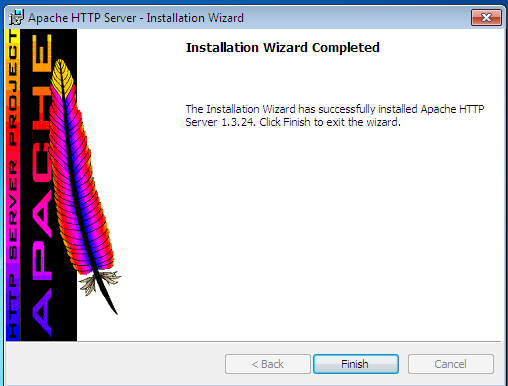 Apache HTTP Server - Installation Wizard
Installation Wizard Completed
The Installation Wizard has successfully installed Apache HTTP
Server 1.3.24. Click Finish to exit the wizard.
HTTP SERVER PROJECT
APACHE
< Back
Finish
Cancel